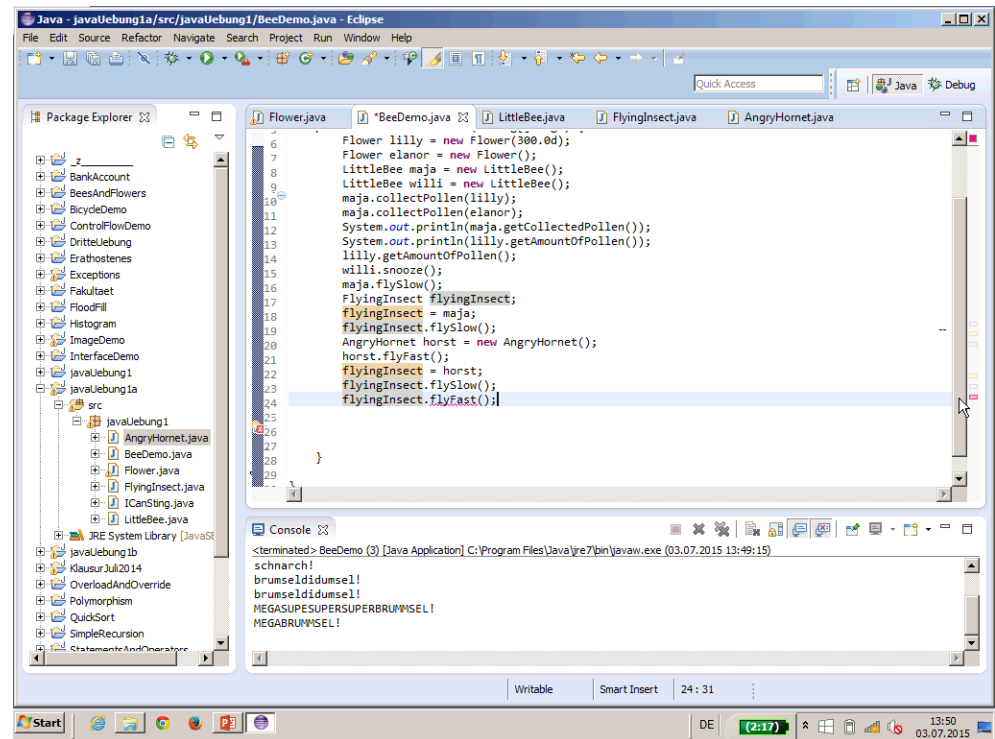 Java - javaUebung1a/src/javaUebung1/BeeDemo.java - Eclipse
File Edit Source Refactor Navigate Search Project Run Window Help
Quick Access
Java
Debug
Package Explorer
_z_________
BankAccount
BeesAndFlowers
BicycleDemo
ControlFlowDemo
DritteUebung
Erathostenes
Exceptions
Fakultaet
FloodFill
Histogram
ImageDemo
InterfaceDemo
javaUebung1
javaUebung1a
src
javaUebung1
AngryHornet.java
BeeDemo.java
Flower.java
FlyingInsect.java
ICanSting.java
LittleBee.java
JRE System Library [JavaSE
javaUebung1b
KlausurJuli2014
OverloadAndOverride
Polymorphism
QuickSort
SimpleRecursion
StatementsAndOperators
Flower.java *BeeDemo.java LittleBee.java FlyingInsect.java AngryHornet.java
6 Flower lilly = new Flower(300.0d);
7 Flower elanor = new Flower();
8 LittleBee maja = new LittleBee();
9 LittleBee willi = new LittleBee();
10 maja.collectPollen(lilly);
11 maja.collectPollen(elanor);
12 System.out.println(maja.getCollectedPollen());
13 System.out.println(lilly.getAmountOfPollen());
14 lilly.getAmountOfPollen();
15 willi.snooze();
16 maja.flySlow();
17 FlyingInsect flyingInsect;
18 flyingInsect = maja;
19 flyingInsect.flySlow();
20 AngryHornet horst = new AngryHornet();
21 horst.flyFast();
22 flyingInsect = horst;
23 flyingInsect.flySlow();
24 flyingInsect.flyFast();
25
26
27
28 }
29
Console
<terminated> BeeDemo (3) [Java Application] C:\Program Files\Java\jre7\bin\javaw.exe (03.07.2015 13:49:15)
schnarch!
brumseldidumsel!
brumseldidumsel!
MEGASUPESUPERSUPERBRUMMSEL!
MEGABRUMMSEL!
Writable Smart Insert 24 : 31
Start
DE
(2:17)
13:50
03.07.2015